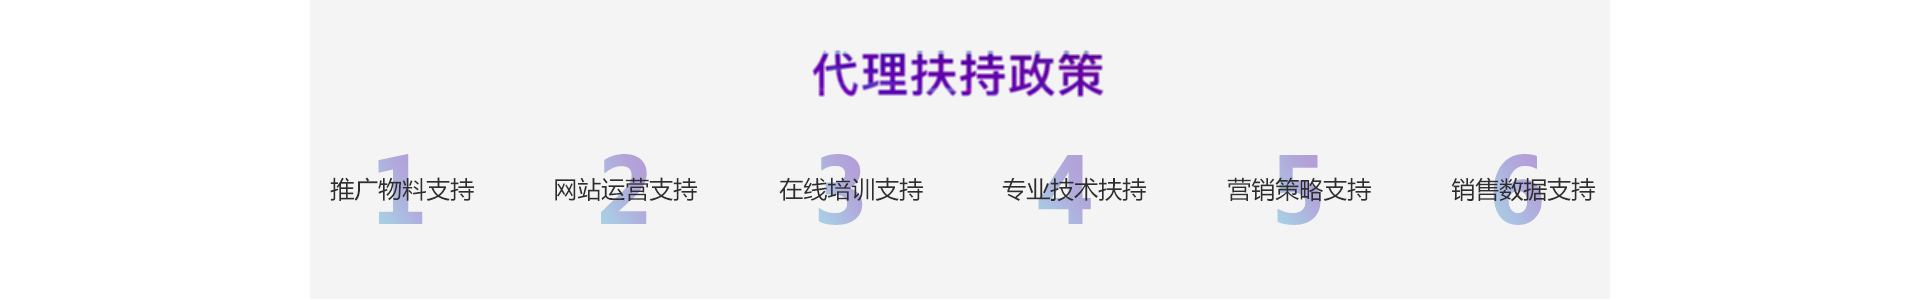 代理扶持政策
1 推广物料支持
2 网站运营支持
3 在线培训支持
4 专业技术扶持
5 营销策略支持
6 销售数据支持